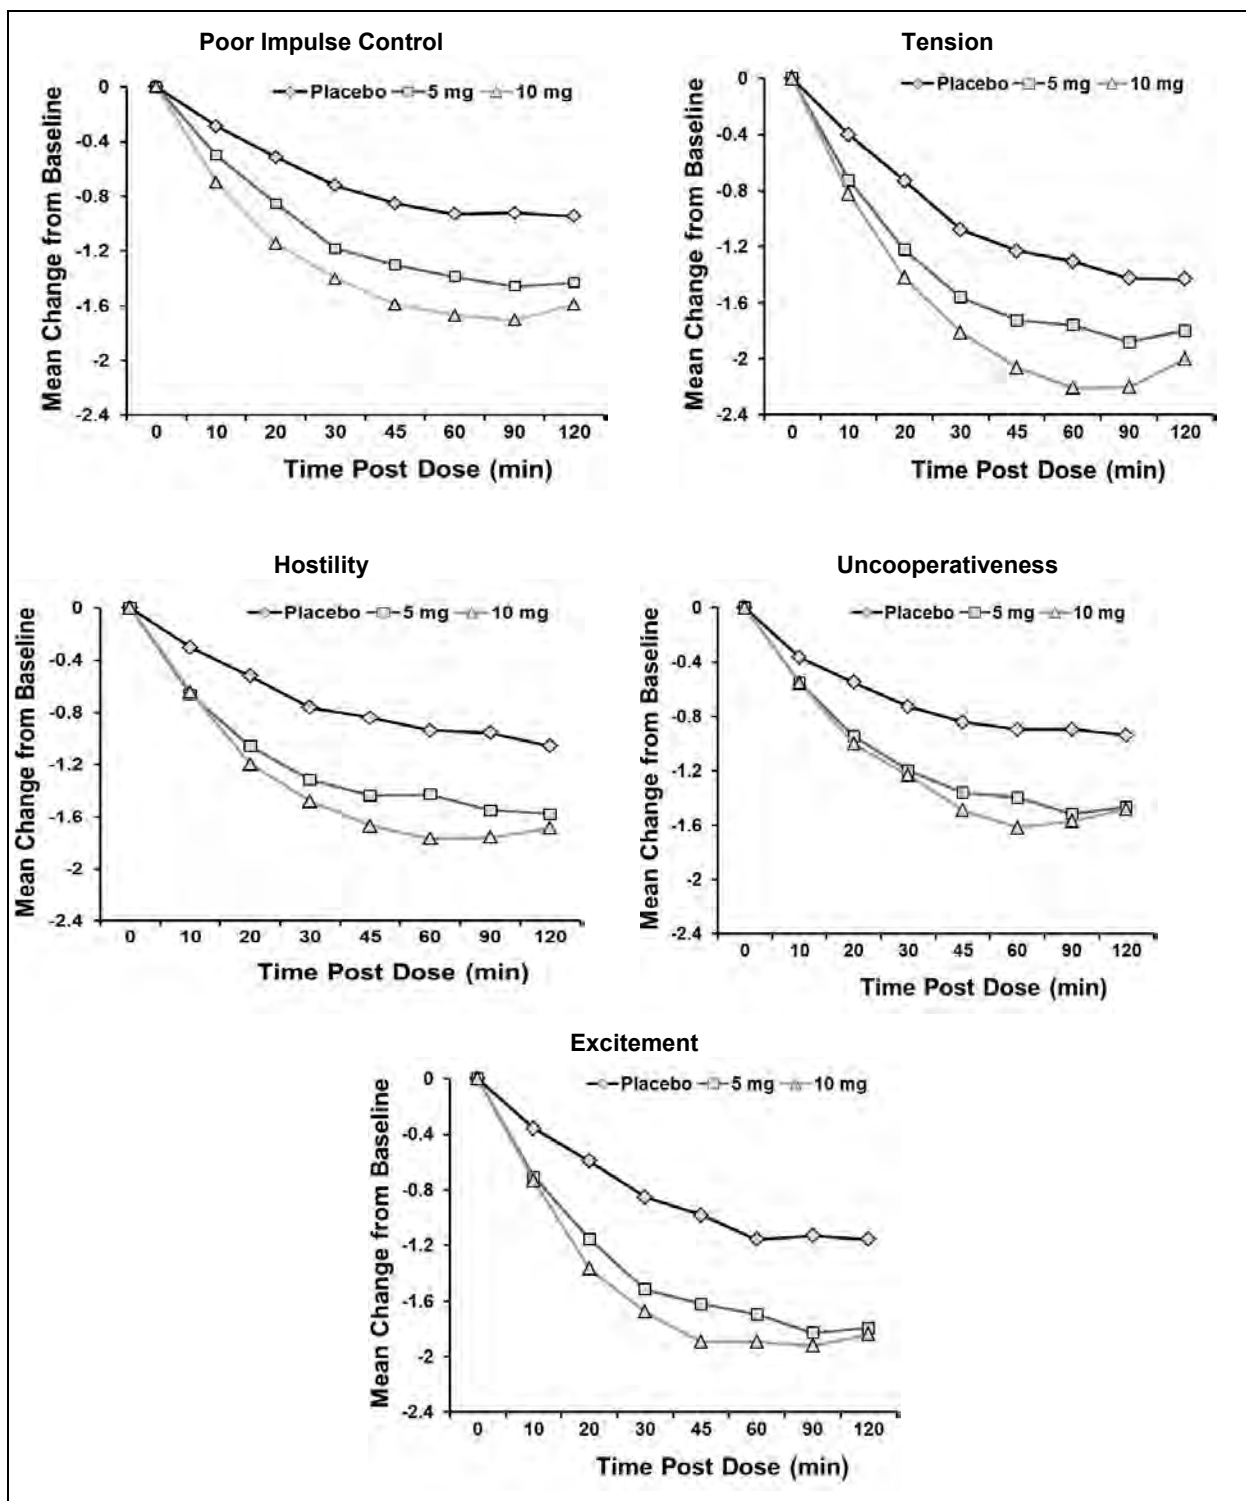 Poor Impulse Control
Placebo 5 mg 10 mg
Mean Change from Baseline
0
-0.4
-0.8
-1.2
-1.6
-2
-2.4
0 10 20 30 45 60 90 120
Time Post Dose (min)
Tension
Placebo 5 mg 10 mg
Mean Change from Baseline
0
-0.4
-0.8
-1.2
-1.6
-2
-2.4
0 10 20 30 45 60 90 120
Time Post Dose (min)
Hostility
Placebo 5 mg 10 mg
Mean Change from Baseline
0
-0.4
-0.8
-1.2
-1.6
-2
-2.4
0 10 20 30 45 60 90 120
Time Post Dose (min)
Uncooperativeness
Placebo 5 mg 10 mg
Mean Change from Baseline
0
-0.4
-0.8
-1.2
-1.6
-2
-2.4
0 10 20 30 45 60 90 120
Time Post Dose (min)
Excitement
Placebo 5 mg 10 mg
Mean Change from Baseline
0
-0.4
-0.8
-1.2
-1.6
-2
-2.4
0 10 20 30 45 60 90 120
Time Post Dose (min)